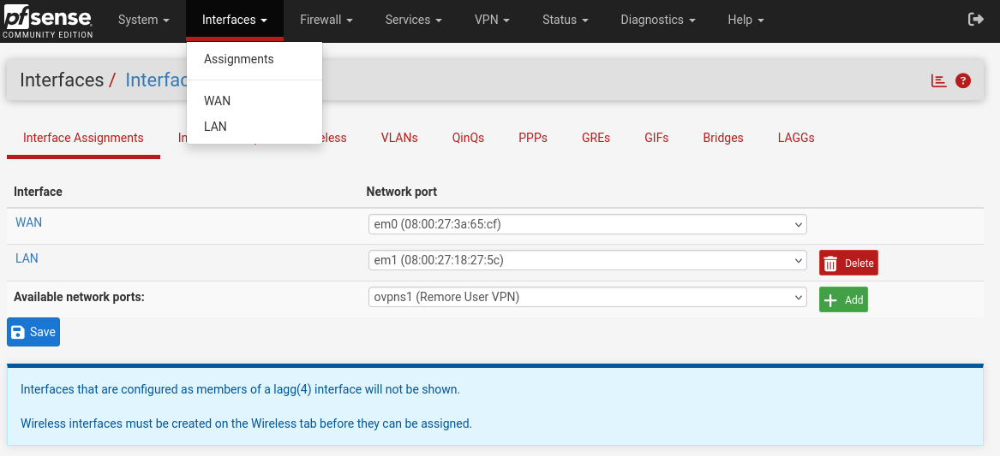 pfsense
COMMUNITY EDITION
System Interfaces Firewall Services VPN Status Diagnostics Help
Assignments
WAN
LAN
Interfaces / Interfac
Interface Assignments In eless VLANs QinQs PPPs GREs GIFs Bridges LAGGs
Interface Network port
WAN em0 (08:00:27:3a:65:cf)
LAN em1 (08:00:27:18:27:5c) Delete
Available network ports: ovpns1 (Remore User VPN) Add
Save
Interfaces that are configured as members of a lagg(4) interface will not be shown.
Wireless interfaces must be created on the Wireless tab before they can be assigned.